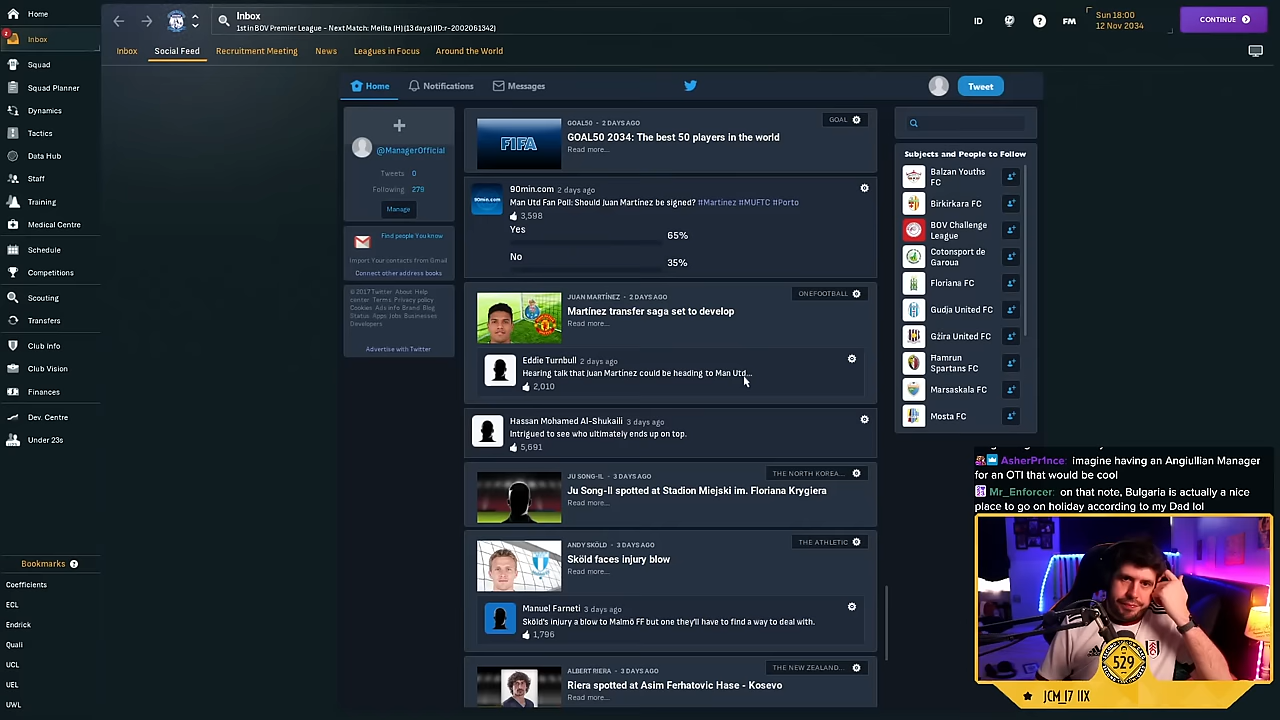 Home
Inbox
2
Squad
Squad Planner
Dynamics
Tactics
Data Hub
Staff
Training
Medical Centre
Schedule
Competitions
Scouting
Transfers
Club Info
Club Vision
Finances
Dev. Centre
Under 23s
Bookmarks
Coefficients
ECL
Endrick
Quali
UCL
UEL
UWL
Inbox
1st in BOV Premier League - Next Match: Melita (H) (13 days) (ID:r-2002061342)
ID
FM
Sun 18:00
12 Nov 2034
CONTINUE
Inbox
Social Feed
Recruitment Meeting
News
Leagues in Focus
Around the World
Home
Notifications
Messages
Tweet
@ManagerOfficial
Tweets 0
Following 279
Manage
Find people You know
Import Your contacts from Gmail
Connect other address books
© 2017 Twitter About Help
center Terms Privacy policy
Cookies Ads info Brand Blog
Status Apps Jobs Businesses
Developers
Advertise with Twitter
FIFA
GOAL50 - 2 DAYS AGO
GOAL
GOAL50 2034: The best 50 players in the world
Read more...
90min.com
90min.com 2 days ago
Man Utd Fan Poll: Should Juan Martínez be signed? #Martínez #MUFTC #Porto
3,598
Yes
65%
No
35%
JUAN MARTÍNEZ - 2 DAYS AGO
ONEFOOTBALL
Martínez transfer saga set to develop
Read more...
Eddie Turnbull 2 days ago
Hearing talk that Juan Martínez could be heading to Man Utd...
2,010
Hassan Mohamed Al-Shukaili 3 days ago
Intrigued to see who ultimately ends up on top.
5,691
JU SONG-IL - 3 DAYS AGO
THE NORTH KOREA...
Ju Song-Il spotted at Stadion Miejski im. Floriana Krygiera
Read more...
ANDY SKÖLD - 3 DAYS AGO
THE ATHLETIC
Sköld faces injury blow
Read more...
Manuel Farneti 3 days ago
Sköld's injury a blow to Malmö FF but one they'll have to find a way to deal with.
1,796
ALBERT RIERA - 3 DAYS AGO
THE NEW ZEALAND...
Riera spotted at Asim Ferhatovic Hase - Kosevo
Read more...
Subjects and People to Follow
Balzan Youths
FC
Birkirkara FC
BOV Challenge
League
Cotonsport de
Garoua
Floriana FC
Gudja United FC
Gżira United FC
Ħamrun
Spartans FC
Marsaskala FC
Mosta FC
AsherPr1nce: imagine having an Angiullian Manager
for an OTI that would be cool
Mr_Enforcer: on that note, Bulgaria is actually a nice
place to go on holiday according to my Dad lol
529
JCM_17 IIX